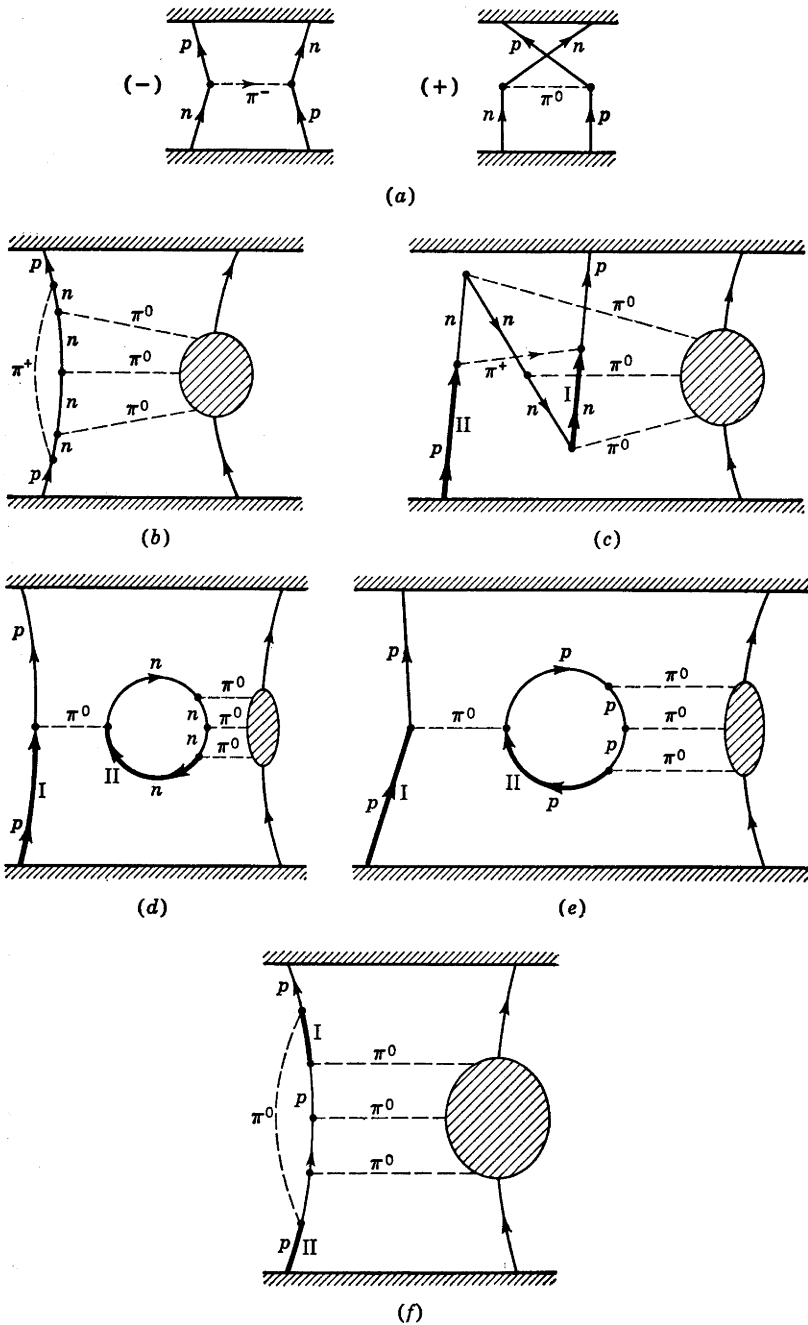 p n p n
(−) π⁻ (+) π⁰
n p n p
(a)
p p
n π⁰ π⁰
n n n
π⁺ π⁰ π⁺ π⁰
I
n π⁰ n n
II
n π⁰
p p
(b) (c)
p n π⁰ p p π⁰
π⁰ n π⁰ π⁰ p π⁰
n π⁰ p π⁰
II II
I n p I p
p
(d) (e)
p
I
π⁰
p
π⁰ π⁰
π⁰
p II
(f)